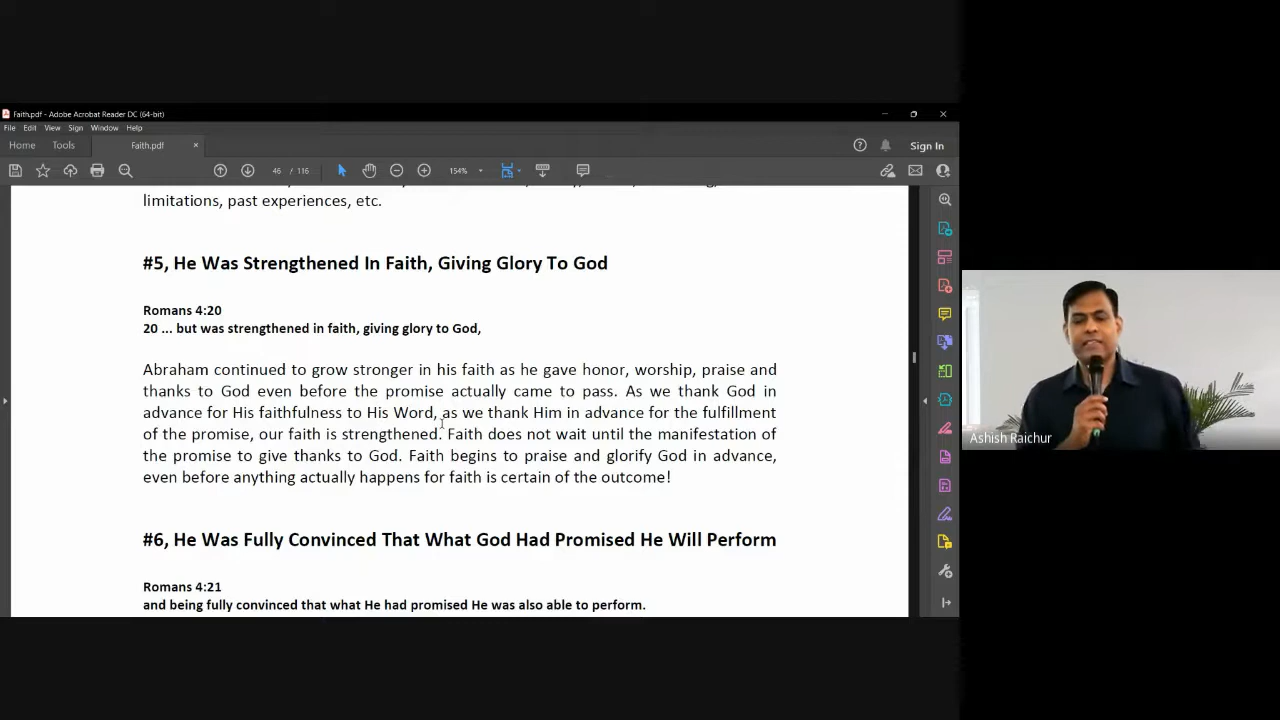 Faith.pdf - Adobe Acrobat Reader DC (64-bit)
File Edit View Sign Window Help
Home Tools Faith.pdf × Sign In
46 / 116 154%
limitations, past experiences, etc.
#5, He Was Strengthened In Faith, Giving Glory To God
Romans 4:20
20 ... but was strengthened in faith, giving glory to God,
Abraham continued to grow stronger in his faith as he gave honor, worship, praise and
thanks to God even before the promise actually came to pass. As we thank God in
advance for His faithfulness to His Word, as we thank Him in advance for the fulfillment
of the promise, our faith is strengthened. Faith does not wait until the manifestation of
the promise to give thanks to God. Faith begins to praise and glorify God in advance,
even before anything actually happens for faith is certain of the outcome!
#6, He Was Fully Convinced That What God Had Promised He Will Perform
Romans 4:21
and being fully convinced that what He had promised He was also able to perform.
Ashish Raichur